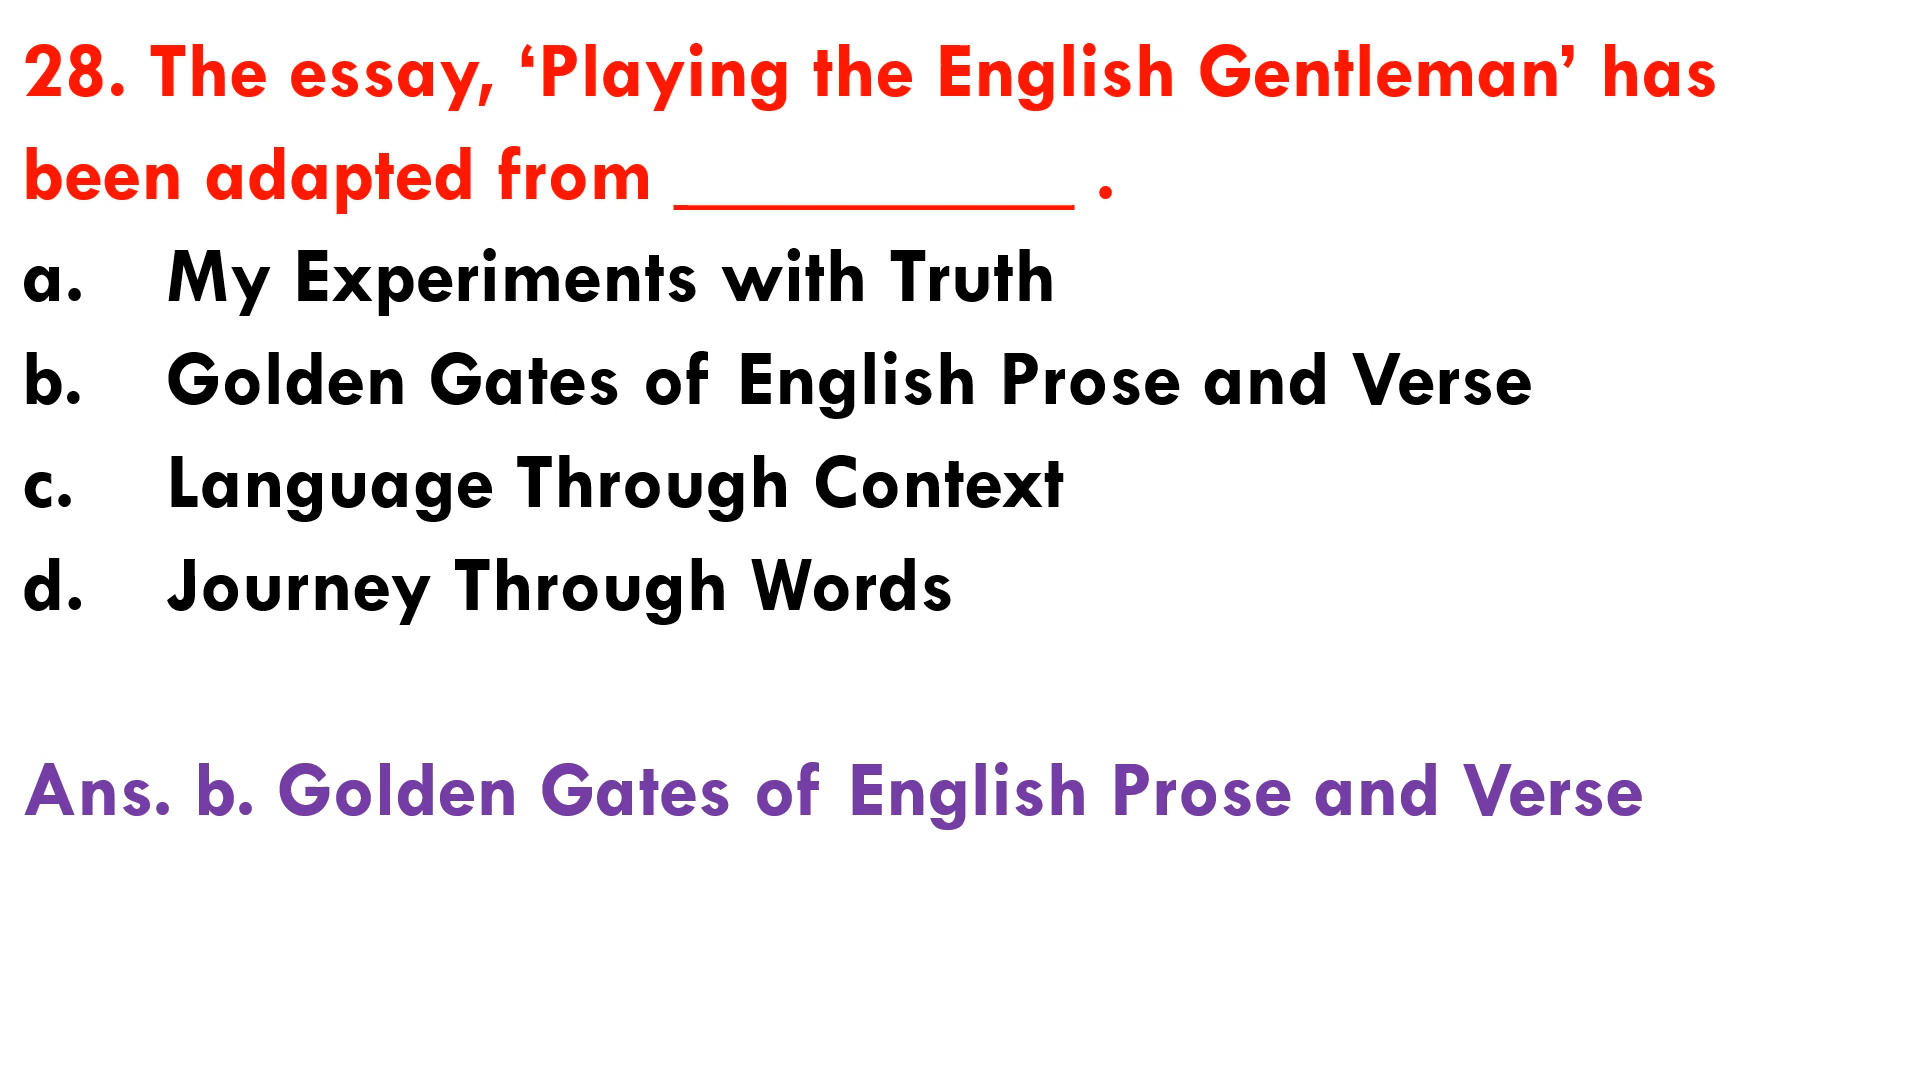 28. The essay, ‘Playing the English Gentleman’ has
been adapted from ____________ .
a. My Experiments with Truth
b. Golden Gates of English Prose and Verse
c. Language Through Context
d. Journey Through Words
Ans. b. Golden Gates of English Prose and Verse